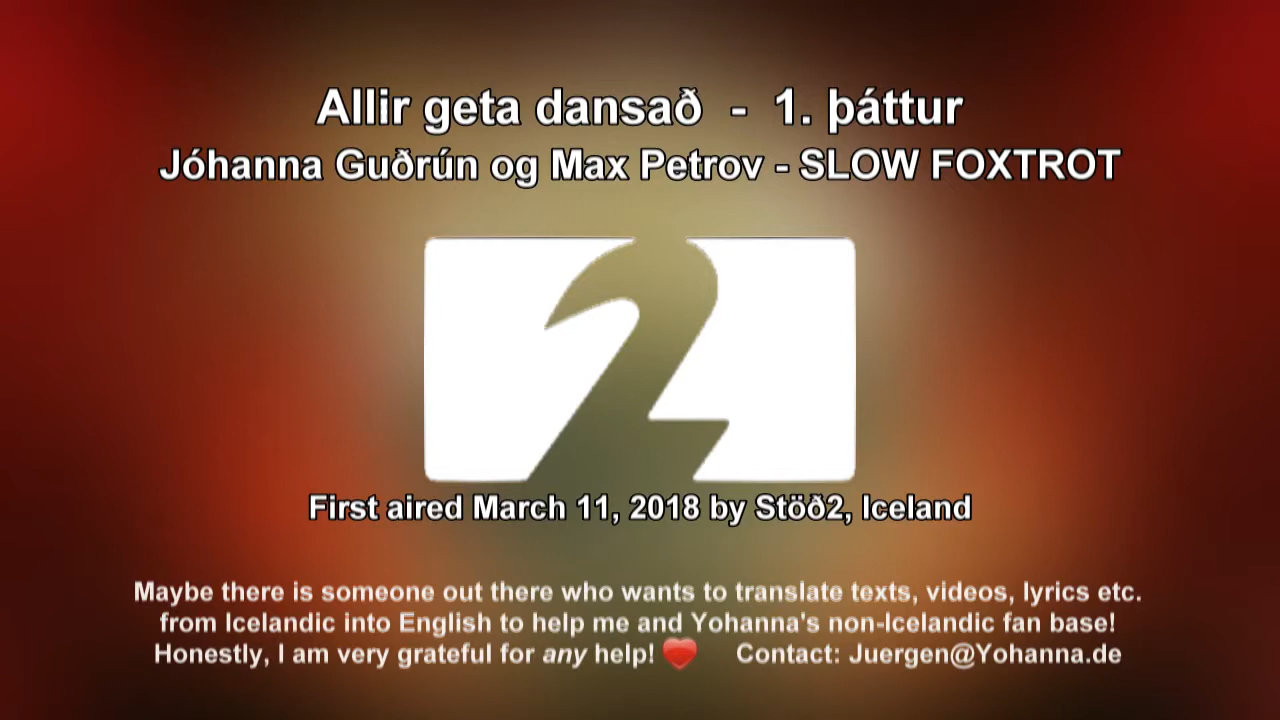 Allir geta dansað - 1. þáttur
Jóhanna Guðrún og Max Petrov - SLOW FOXTROT
2
First aired March 11, 2018 by Stöð2, Iceland
Maybe there is someone out there who wants to translate texts, videos, lyrics etc.
from Icelandic into English to help me and Yohanna's non-Icelandic fan base!
Honestly, I am very grateful for any help! Contact: Juergen@Yohanna.de